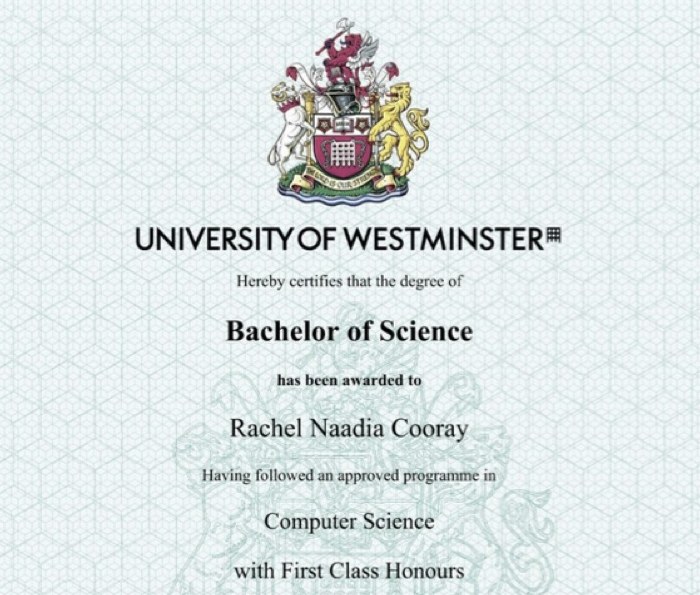 UNIVERSITY OF WESTMINSTER
Hereby certifies that the degree of
Bachelor of Science
has been awarded to
Rachel Naadia Cooray
Having followed an approved programme in
Computer Science
with First Class Honours